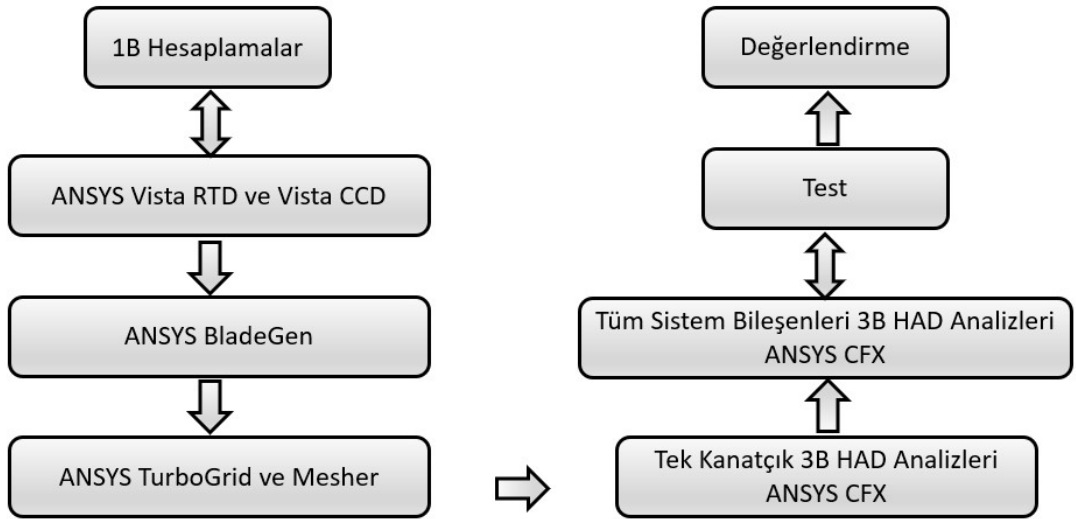 1B Hesaplamalar
ANSYS Vista RTD ve Vista CCD
ANSYS BladeGen
ANSYS TurboGrid ve Mesher
Tek Kanatçık 3B HAD Analizleri
ANSYS CFX
Tüm Sistem Bileşenleri 3B HAD Analizleri
ANSYS CFX
Test
Değerlendirme